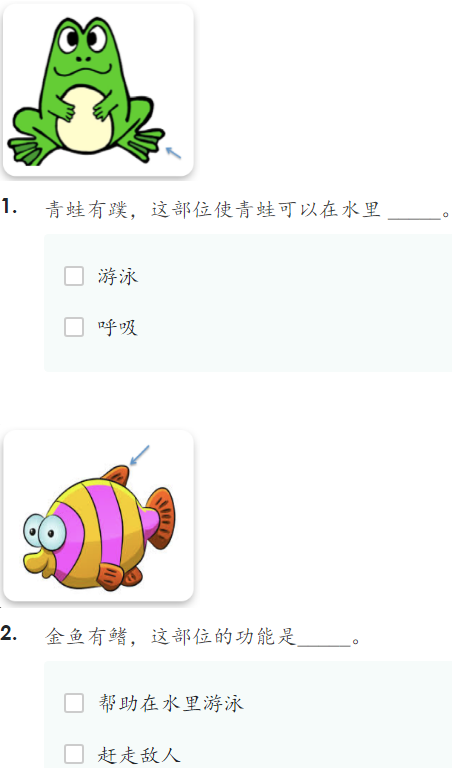 1. 青蛙有蹼，这部位使青蛙可以在水里 _____。
游泳
呼吸
2. 金鱼有鳍，这部位的功能是_____。
帮助在水里游泳
赶走敌人